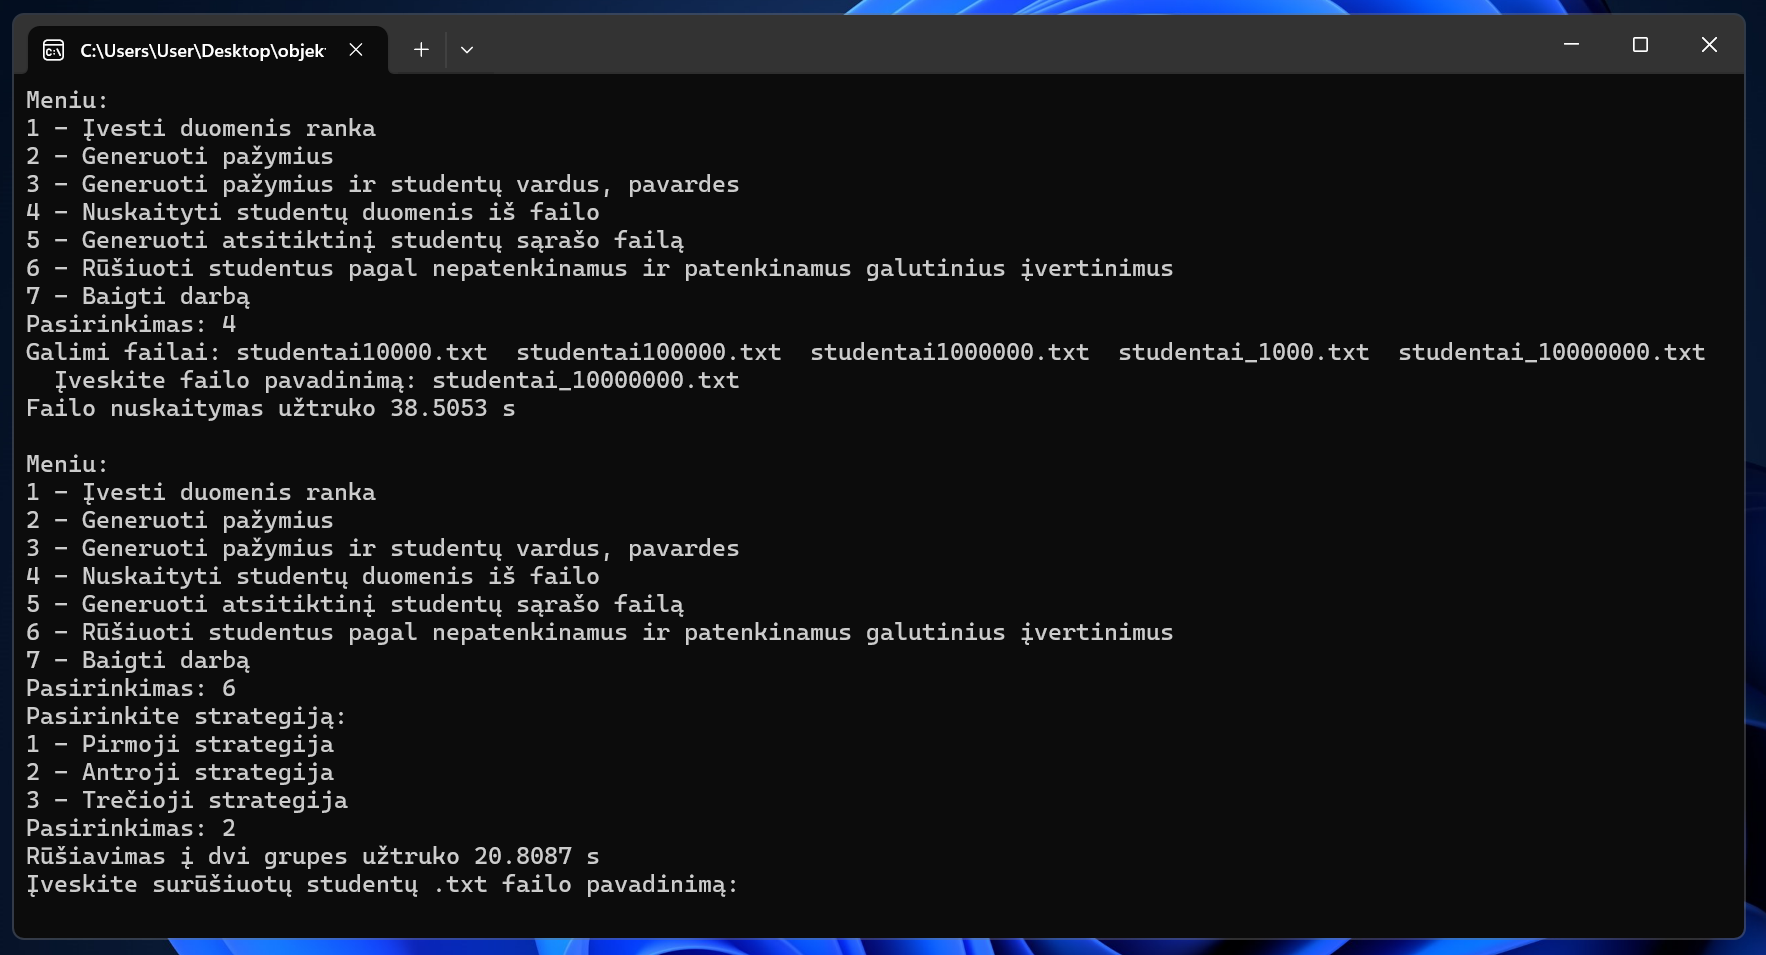 C:\Users\User\Desktop\objek
Meniu:
1 - Įvesti duomenis ranka
2 - Generuoti pažymius
3 - Generuoti pažymius ir studentų vardus, pavardes
4 - Nuskaityti studentų duomenis iš failo
5 - Generuoti atsitiktinį studentų sąrašo failą
6 - Rūšiuoti studentus pagal nepatenkinamus ir patenkinamus galutinius įvertinimus
7 - Baigti darbą
Pasirinkimas: 4
Galimi failai: studentai10000.txt  studentai100000.txt  studentai1000000.txt  studentai_1000.txt  studentai_10000000.txt
Įveskite failo pavadinimą: studentai_10000000.txt
Failo nuskaitymas užtruko 38.5053 s
Meniu:
1 - Įvesti duomenis ranka
2 - Generuoti pažymius
3 - Generuoti pažymius ir studentų vardus, pavardes
4 - Nuskaityti studentų duomenis iš failo
5 - Generuoti atsitiktinį studentų sąrašo failą
6 - Rūšiuoti studentus pagal nepatenkinamus ir patenkinamus galutinius įvertinimus
7 - Baigti darbą
Pasirinkimas: 6
Pasirinkite strategiją:
1 - Pirmoji strategija
2 - Antroji strategija
3 - Trečioji strategija
Pasirinkimas: 2
Rūšiavimas į dvi grupes užtruko 20.8087 s
Įveskite surūšiuotų studentų .txt failo pavadinimą: